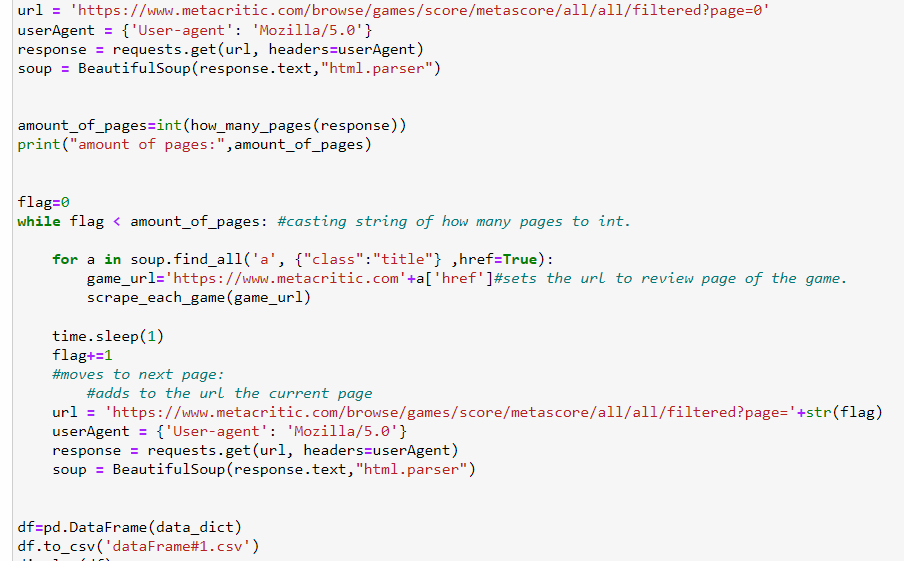 url = 'https://www.metacritic.com/browse/games/score/metascore/all/all/filtered?page=0'
userAgent = {'User-agent': 'Mozilla/5.0'}
response = requests.get(url, headers=userAgent)
soup = BeautifulSoup(response.text,"html.parser")
amount_of_pages=int(how_many_pages(response))
print("amount of pages:",amount_of_pages)
flag=0
while flag < amount_of_pages: #casting string of how many pages to int.
    for a in soup.find_all('a', {"class":"title"} ,href=True):
        game_url='https://www.metacritic.com'+a['href']#sets the url to review page of the game.
        scrape_each_game(game_url)
    time.sleep(1)
    flag+=1
    #moves to next page:
        #adds to the url the current page
    url = 'https://www.metacritic.com/browse/games/score/metascore/all/all/filtered?page='+str(flag)
    userAgent = {'User-agent': 'Mozilla/5.0'}
    response = requests.get(url, headers=userAgent)
    soup = BeautifulSoup(response.text,"html.parser")
df=pd.DataFrame(data_dict)
df.to_csv('dataFrame#1.csv')